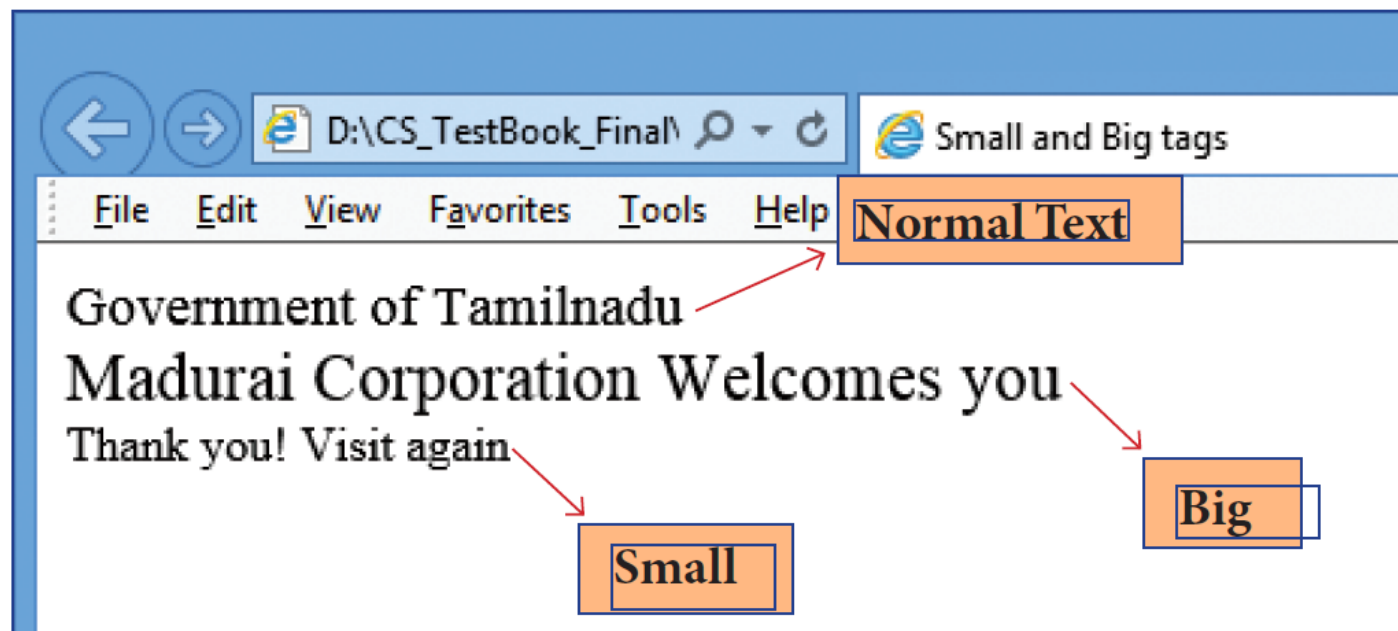 D:\CS_TestBook_Final\ Small and Big tags
File Edit View Favorites Tools Help
Normal Text
Government of Tamilnadu
Madurai Corporation Welcomes you
Thank you! Visit again
Big
Small